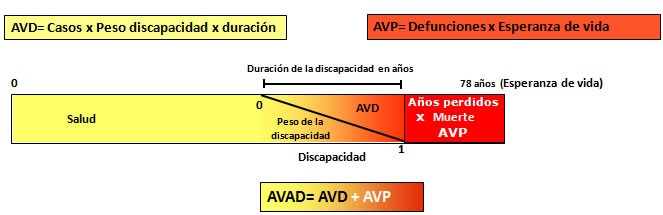 AVD= Casos x Peso discapacidad x duración
AVP= Defunciones x Esperanza de vida
Duración de la discapacidad en años
0
78 años (Esperanza de vida)
Salud
0
Peso de la
discapacidad
AVD
Años perdidos
x Muerte
AVP
1
Discapacidad
AVAD= AVD + AVP